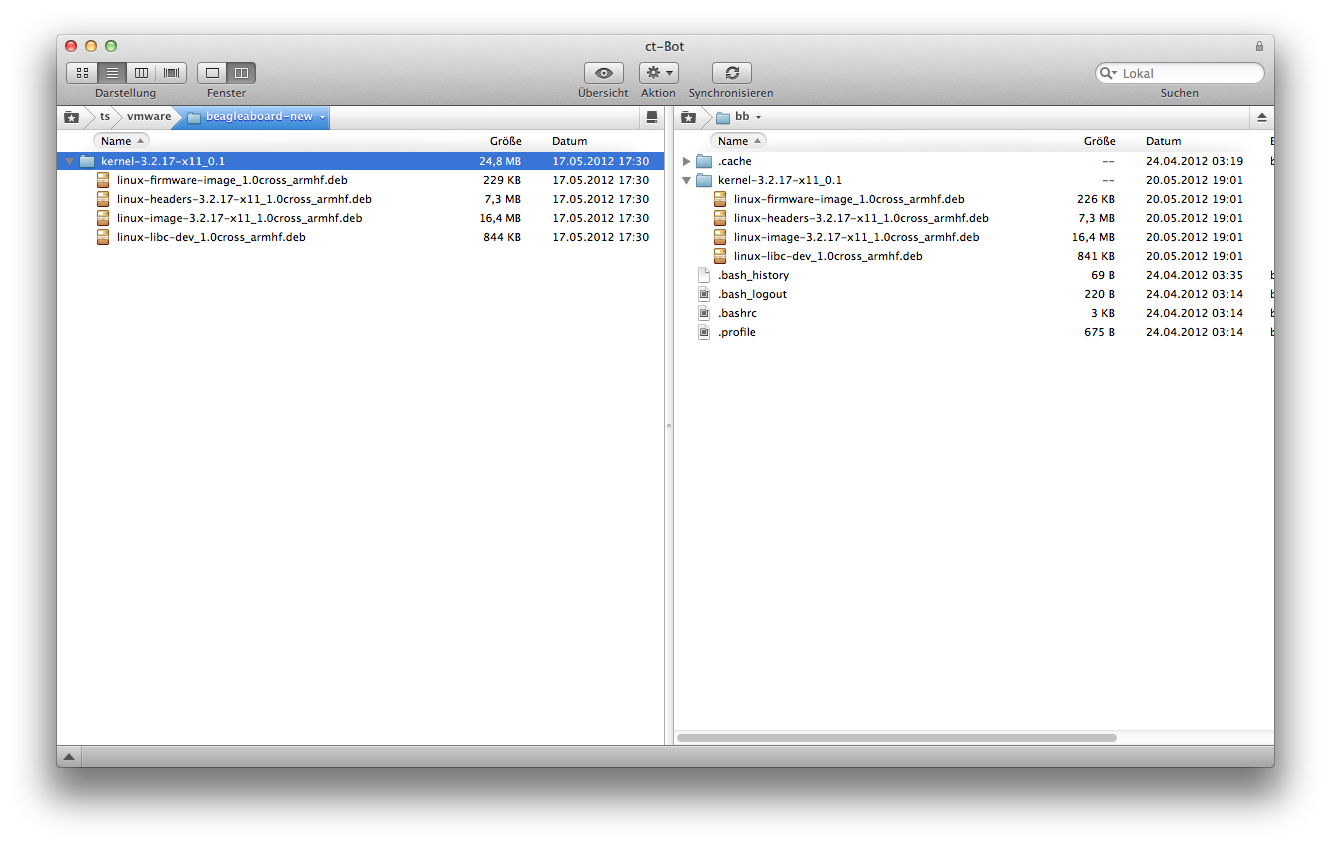 ct-Bot
Lokal
Darstellung Fenster Übersicht Aktion Synchronisieren Suchen
ts vmware beagleaboard-new
Name Größe Datum
kernel-3.2.17-x11_0.1 24,8 MB 17.05.2012 17:30
linux-firmware-image_1.0cross_armhf.deb 229 KB 17.05.2012 17:30
linux-headers-3.2.17-x11_1.0cross_armhf.deb 7,3 MB 17.05.2012 17:30
linux-image-3.2.17-x11_1.0cross_armhf.deb 16,4 MB 17.05.2012 17:30
linux-libc-dev_1.0cross_armhf.deb 844 KB 17.05.2012 17:30
bb
Name Größe Datum
.cache -- 24.04.2012 03:19
kernel-3.2.17-x11_0.1 -- 20.05.2012 19:01
linux-firmware-image_1.0cross_armhf.deb 226 KB 20.05.2012 19:01
linux-headers-3.2.17-x11_1.0cross_armhf.deb 7,3 MB 20.05.2012 19:01
linux-image-3.2.17-x11_1.0cross_armhf.deb 16,4 MB 20.05.2012 19:01
linux-libc-dev_1.0cross_armhf.deb 841 KB 20.05.2012 19:01
.bash_history 69 B 24.04.2012 03:35
.bash_logout 220 B 24.04.2012 03:14
.bashrc 3 KB 24.04.2012 03:14
.profile 675 B 24.04.2012 03:14